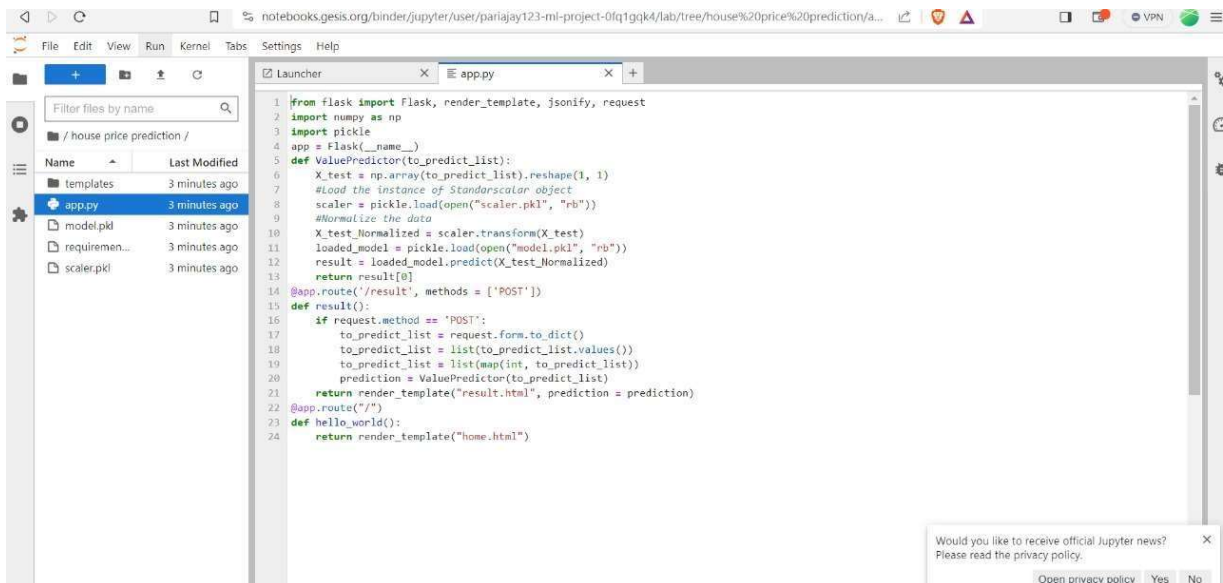 notebooks.gesis.org/binder/jupyter/user/pariajay123-ml-project-0fq1gqk4/lab/tree/house%20price%20prediction/a...
VPN
File Edit View Run Kernel Tabs Settings Help
+
Launcher
app.py
Filter files by name
/ house price prediction /
Name Last Modified
templates 3 minutes ago
app.py 3 minutes ago
model.pkl 3 minutes ago
requiremen... 3 minutes ago
scaler.pkl 3 minutes ago
1 from flask import Flask, render_template, jsonify, request
2 import numpy as np
3 import pickle
4 app = Flask(__name__)
5 def ValuePredictor(to_predict_list):
6     X_test = np.array(to_predict_list).reshape(1, 1)
7     #Load the instance of Standarscalar object
8     scaler = pickle.load(open("scaler.pkl", "rb"))
9     #Normalize the data
10     X_test_Normalized = scaler.transform(X_test)
11     loaded_model = pickle.load(open("model.pkl", "rb"))
12     result = loaded_model.predict(X_test_Normalized)
13     return result[0]
14 @app.route('/result', methods = ['POST'])
15 def result():
16     if request.method == 'POST':
17         to_predict_list = request.form.to_dict()
18         to_predict_list = list(to_predict_list.values())
19         to_predict_list = list(map(int, to_predict_list))
20         prediction = ValuePredictor(to_predict_list)
21     return render_template("result.html", prediction = prediction)
22 @app.route("/")
23 def hello_world():
24     return render_template("home.html")
Would you like to receive official Jupyter news?
Please read the privacy policy.
Open privacy policy Yes No